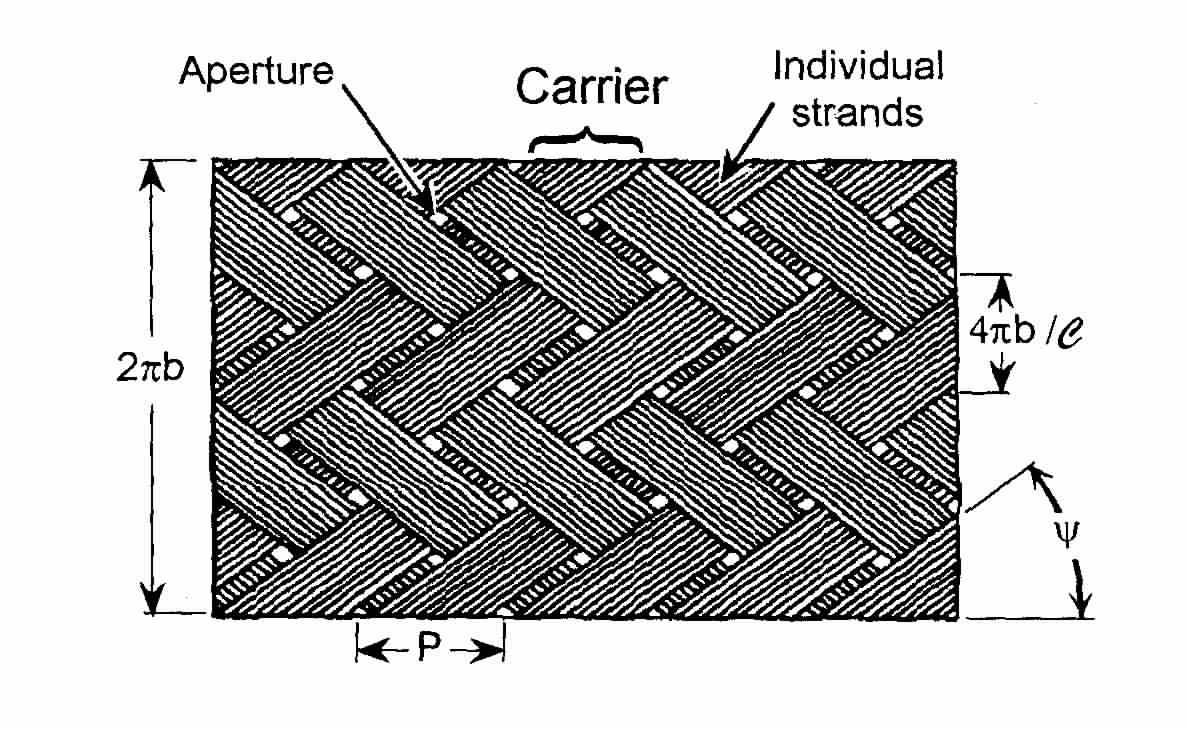 Aperture
Carrier
Individual
strands
2πb
4πb/𝒞
ψ
P